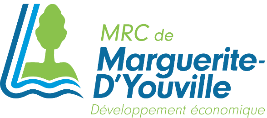 MRC de
Marguerite-
D'Youville
Développement économique